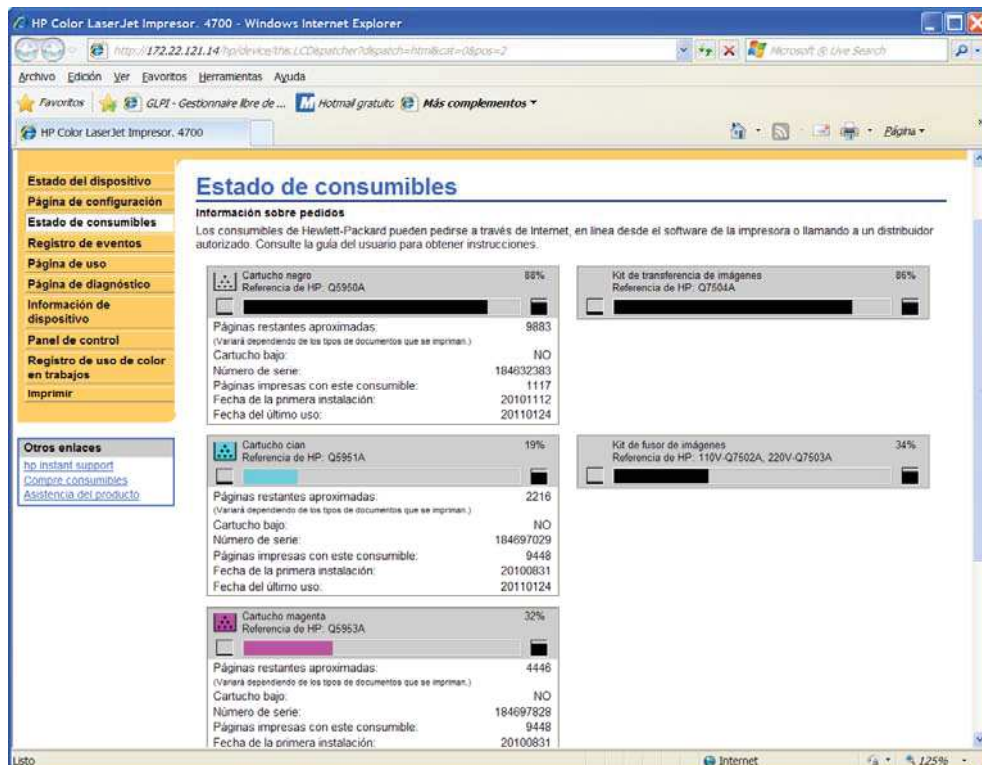 HP Color LaserJet Impresor. 4700 - Windows Internet Explorer
http://172.22.121.14/hp/device/this.LCDispatcher?dispatch=html&cat=0&pos=2
Microsoft ® Live Search
Archivo Edición Ver Favoritos Herramientas Ayuda
Favoritos GLPI - Gestionnaire libre de ... Hotmail gratuito Más complementos
HP Color LaserJet Impresor. 4700
Página
Estado del dispositivo
Página de configuración
Estado de consumibles
Registro de eventos
Página de uso
Página de diagnóstico
Información de
dispositivo
Panel de control
Registro de uso de color
en trabajos
Imprimir
Otros enlaces
hp instant support
Compre consumibles
Asistencia del producto
Estado de consumibles
Información sobre pedidos
Los consumibles de Hewlett-Packard pueden pedirse a través de Internet, en línea desde el software de la impresora o llamando a un distribuidor
autorizado. Consulte la guía del usuario para obtener instrucciones.
Cartucho negro 88%
Referencia de HP: Q5950A
Páginas restantes aproximadas: 9883
(Variará dependiendo de los tipos de documentos que se impriman.)
Cartucho bajo: NO
Número de serie: 184632383
Páginas impresas con este consumible: 1117
Fecha de la primera instalación: 20101112
Fecha del último uso: 20110124
Kit de transferencia de imágenes 86%
Referencia de HP: Q7504A
Cartucho cian 19%
Referencia de HP: Q5951A
Páginas restantes aproximadas: 2216
(Variará dependiendo de los tipos de documentos que se impriman.)
Cartucho bajo: NO
Número de serie: 184697029
Páginas impresas con este consumible: 9448
Fecha de la primera instalación: 20100831
Fecha del último uso: 20110124
Kit de fusor de imágenes 34%
Referencia de HP: 110V-Q7502A, 220V-Q7503A
Cartucho magenta 32%
Referencia de HP: Q5953A
Páginas restantes aproximadas: 4446
(Variará dependiendo de los tipos de documentos que se impriman.)
Cartucho bajo: NO
Número de serie: 184697828
Páginas impresas con este consumible: 9448
Fecha de la primera instalación: 20100831
Listo Internet 125%